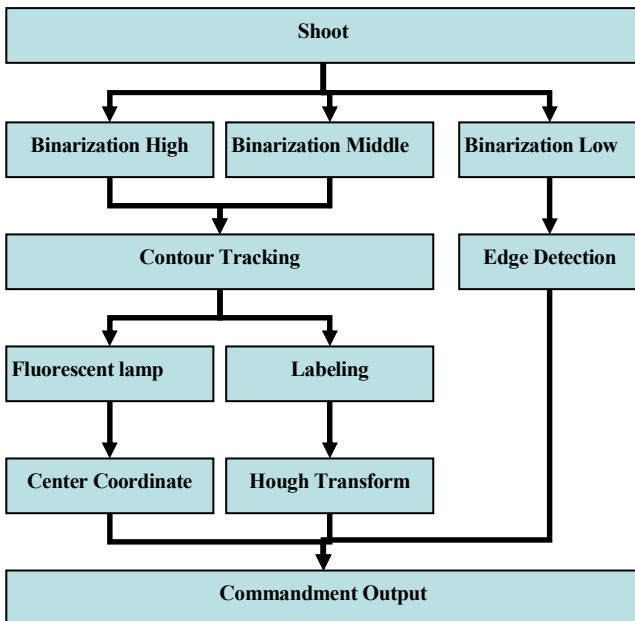 Shoot
Binarization High
Binarization Middle
Binarization Low
Contour Tracking
Edge Detection
Fluorescent lamp
Labeling
Center Coordinate
Hough Transform
Commandment Output